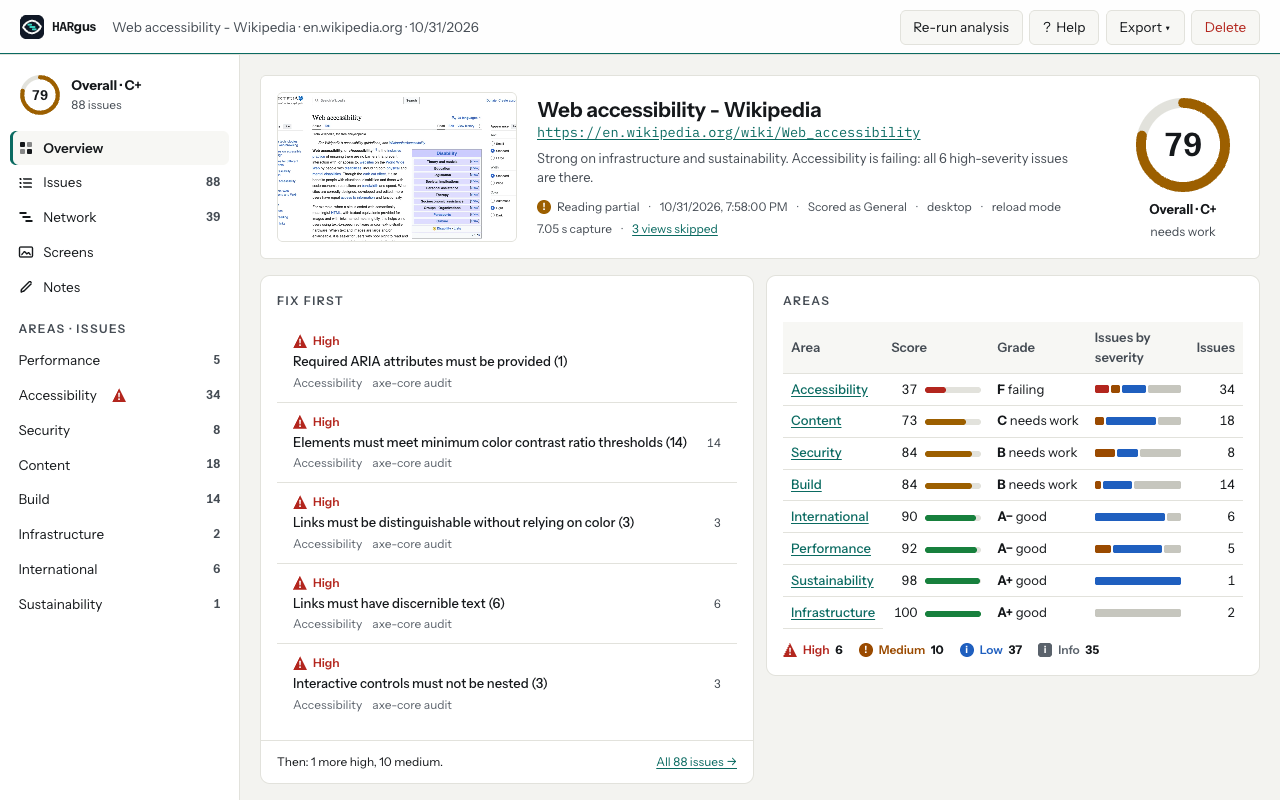 HARgus Web accessibility - Wikipedia · en.wikipedia.org · 10/31/2026 Re-run analysis ? Help Export ▾ Delete
79 Overall · C+
88 issues
Overview
Issues 88
Network 39
Screens
Notes
AREAS · ISSUES
Performance 5
Accessibility 34
Security 8
Content 18
Build 14
Infrastructure 2
International 6
Sustainability 1
Web accessibility
Web accessibility - Wikipedia
https://en.wikipedia.org/wiki/Web_accessibility
Strong on infrastructure and sustainability. Accessibility is failing: all 6 high-severity issues
are there.
Reading partial · 10/31/2026, 7:58:00 PM · Scored as General · desktop · reload mode
7.05 s capture · 3 views skipped
79
Overall · C+
needs work
FIX FIRST
High
Required ARIA attributes must be provided (1)
Accessibility axe-core audit
High
Elements must meet minimum color contrast ratio thresholds (14) 14
Accessibility axe-core audit
High
Links must be distinguishable without relying on color (3) 3
Accessibility axe-core audit
High
Links must have discernible text (6) 6
Accessibility axe-core audit
High
Interactive controls must not be nested (3) 3
Accessibility axe-core audit
Then: 1 more high, 10 medium. All 88 issues →
AREAS
Area Score Grade Issues by severity Issues
Accessibility 37 F failing 34
Content 73 C needs work 18
Security 84 B needs work 8
Build 84 B needs work 14
International 90 A− good 6
Performance 92 A− good 5
Sustainability 98 A+ good 1
Infrastructure 100 A+ good 2
High 6 Medium 10 Low 37 Info 35